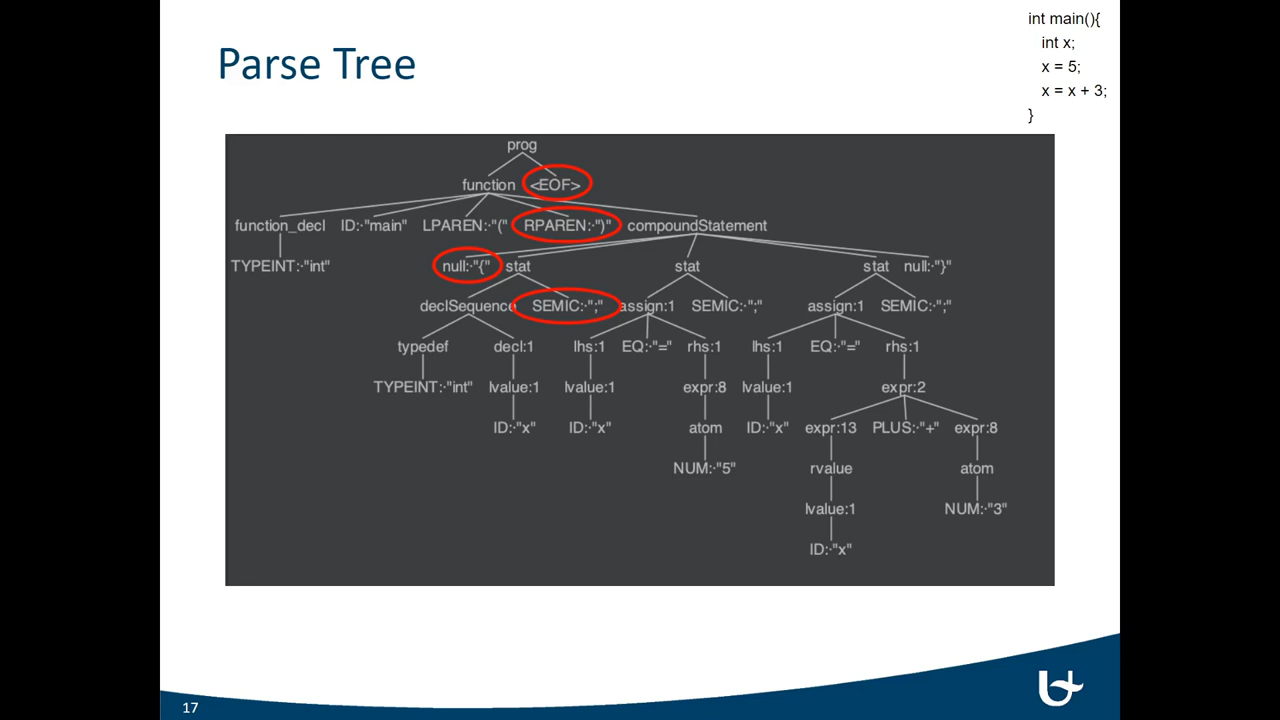 int main(){
int x;
x = 5;
x = x + 3;
}
Parse Tree
prog
function <EOF>
function_decl ID:·"main" LPAREN:·"(" RPAREN:·")" compoundStatement
TYPEINT:·"int" null:·"{" stat stat stat null:·"}"
declSequence SEMIC:·";" assign:1 SEMIC:·";" assign:1 SEMIC:·";"
typedef decl:1 lhs:1 EQ:·"=" rhs:1 lhs:1 EQ:·"=" rhs:1
TYPEINT:·"int" lvalue:1 lvalue:1 expr:8 lvalue:1 expr:2
ID:·"x" ID:·"x" atom ID:·"x" expr:13 PLUS:·"+" expr:8
NUM:·"5" rvalue atom
lvalue:1 NUM:·"3"
ID:·"x"
17